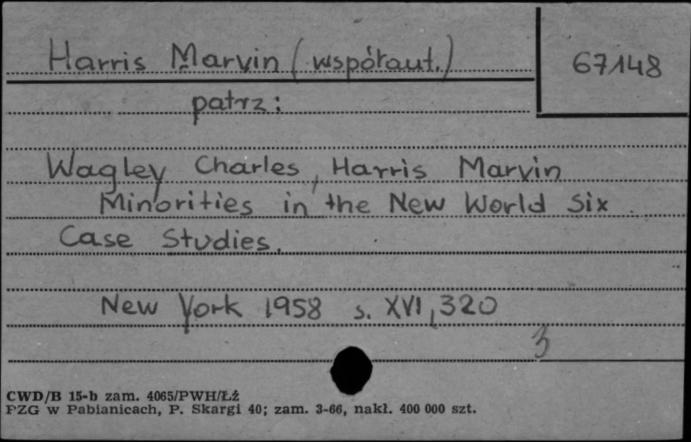 Harris Marvin (współaut.)
67148
patrz:
Wagley Charles, Harris Marvin
Minorities in the New World Six
Case Studies.
New York 1958 s. XVI, 320
3
CWD/B 15-b zam. 4065/PWH/ŁŻ
PZG w Pabianicach, P. Skargi 40; zam. 3-66, nakł. 400 000 szt.